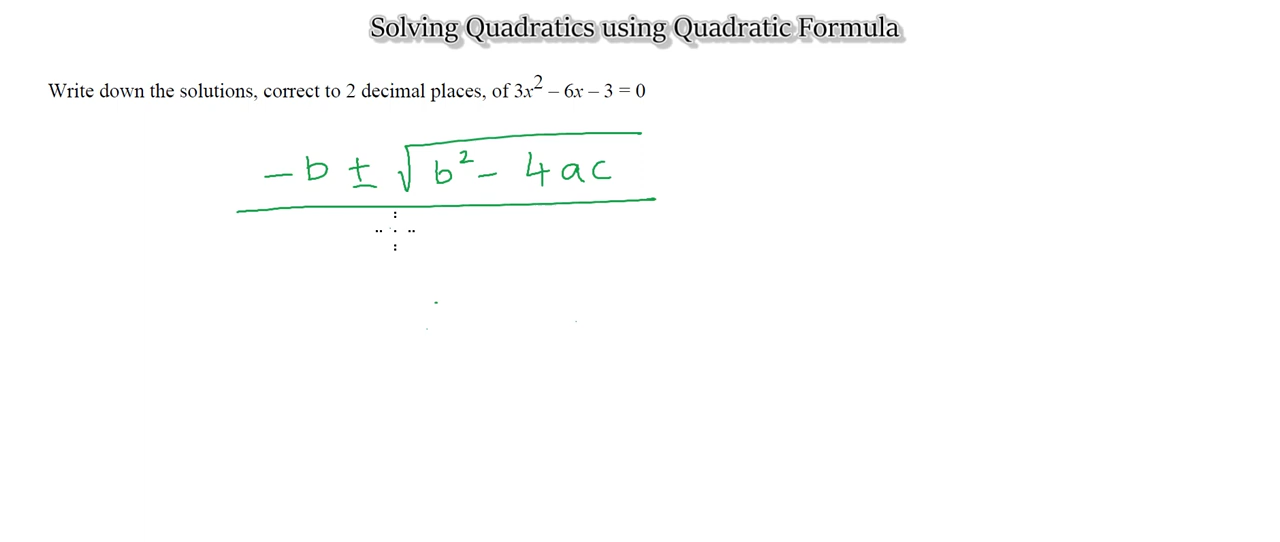 Solving Quadratics using Quadratic Formula
Write down the solutions, correct to 2 decimal places, of 3x² – 6x – 3 = 0
– b ± √b² – 4ac